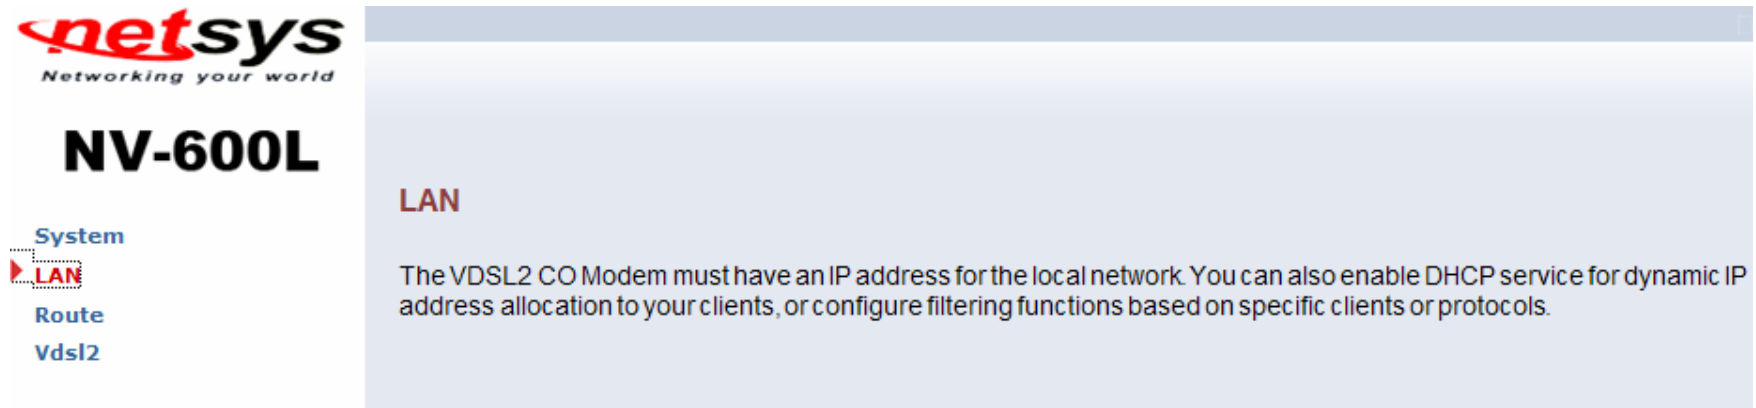 netsys
Networking your world
NV-600L
System
LAN
Route
Vdsl2
LAN
The VDSL2 CO Modem must have an IP address for the local network. You can also enable DHCP service for dynamic IP
address allocation to your clients, or configure filtering functions based on specific clients or protocols.